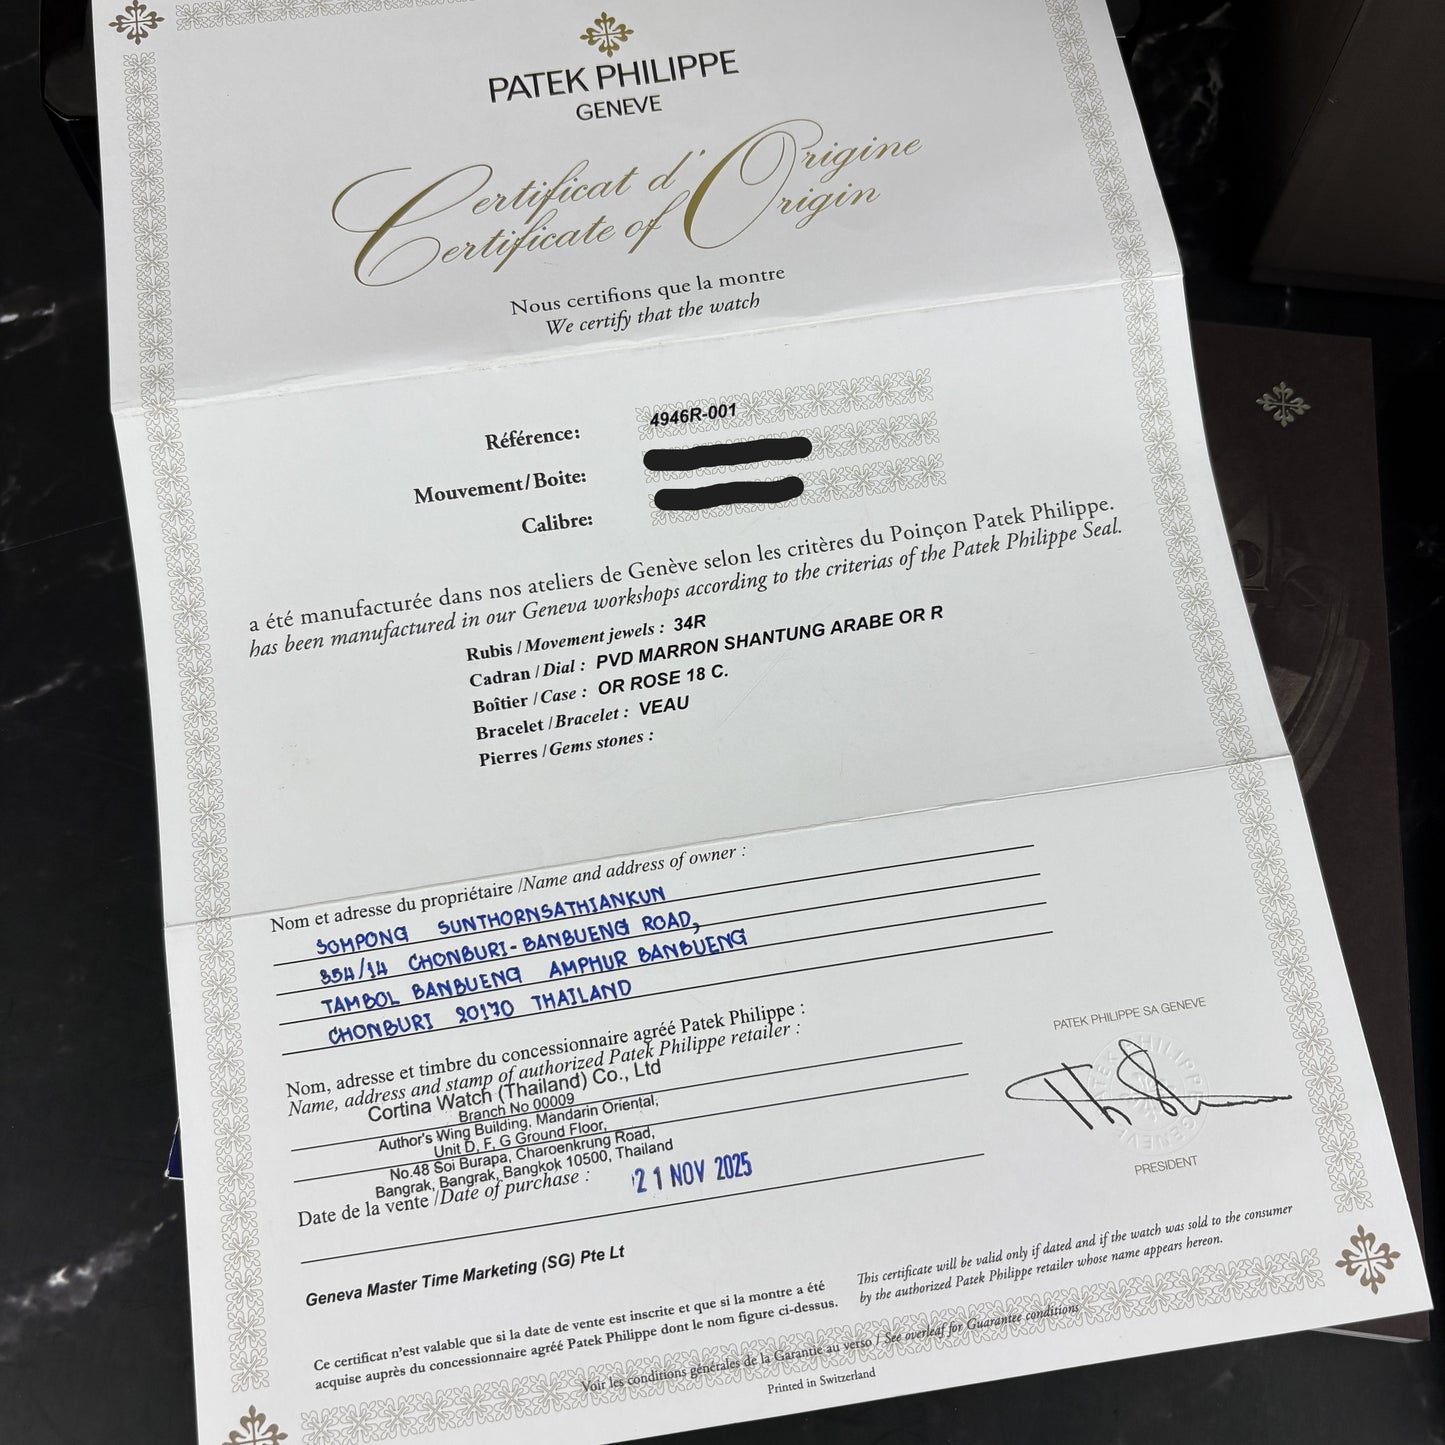 PATEK PHILIPPE
GENEVE
Certificat d'Origine
Certificate of Origin
Nous certifions que la montre
We certify that the watch
Référence: 4946R-001
Mouvement/Boite:
Calibre:
a été manufacturée dans nos ateliers de Genève selon les critères du Poinçon Patek Philippe.
has been manufactured in our Geneva workshops according to the criterias of the Patek Philippe Seal.
Rubis / Movement jewels : 34R
Cadran / Dial : PVD MARRON SHANTUNG ARABE OR R
Boîtier / Case : OR ROSE 18 C.
Bracelet / Bracelet : VEAU
Pierres / Gems stones :
Nom et adresse du propriétaire / Name and address of owner :
SOMPONG SUNTHORNSATHIANKUN
354/14 CHONBURI-BANBUENG ROAD,
TAMBOL BANBUENG AMPHUR BANBUENG
CHONBURI 20170 THAILAND
Nom, adresse et timbre du concessionnaire agréé Patek Philippe :
Name, address and stamp of authorized Patek Philippe retailer :
Cortina Watch (Thailand) Co., Ltd
Branch No 00009
Author's Wing Building, Mandarin Oriental,
Unit D, F, G Ground Floor,
No.48 Soi Burapa, Charoenkrung Road,
Bangrak, Bangrak, Bangkok 10500, Thailand
Date de la vente / Date of purchase : 21 NOV 2025
PATEK PHILIPPE SA GENEVE
PRESIDENT
Geneva Master Time Marketing (SG) Pte Lt
Ce certificat n'est valable que si la date de vente est inscrite et que si la montre a été
acquise auprès du concessionnaire agréé Patek Philippe dont le nom figure ci-dessus.
This certificate will be valid only if dated and if the watch was sold to the consumer
by the authorized Patek Philippe retailer whose name appears hereon.
Voir les conditions générales de la Garantie au verso / See overleaf for Guarantee conditions
Printed in Switzerland